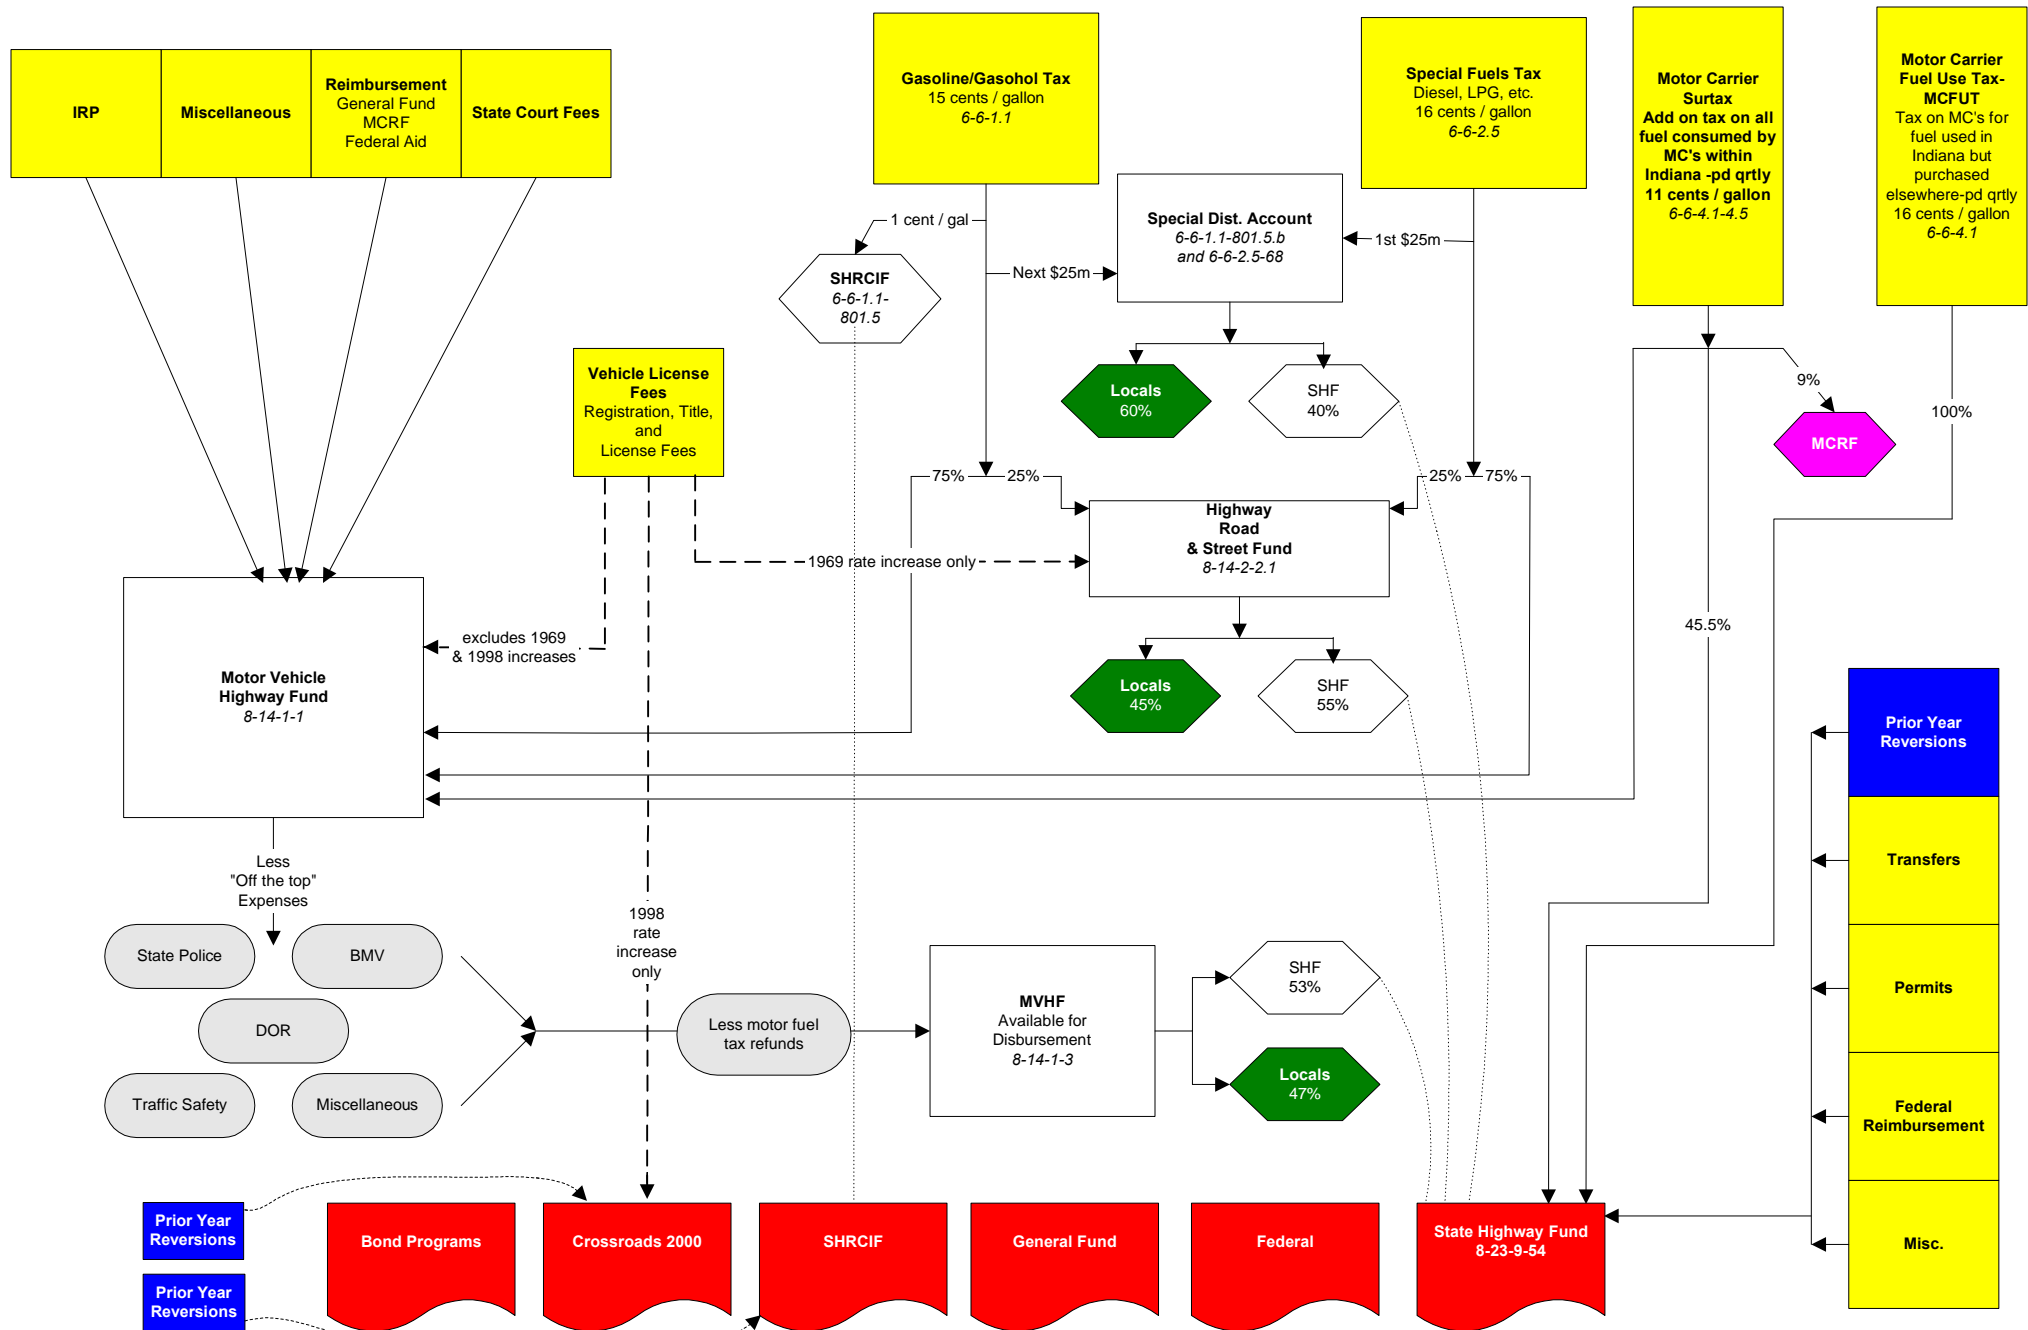 IRP
Miscellaneous
Reimbursement
General Fund
MCRF
Federal Aid
State Court Fees
Gasoline/Gasohol Tax
15 cents / gallon
6-6-1.1
Special Fuels Tax
Diesel, LPG, etc.
16 cents / gallon
6-6-2.5
Motor Carrier
Surtax
Add on tax on all
fuel consumed by
MC's within
Indiana -pd qrtly
11 cents / gallon
6-6-4.1-4.5
Motor Carrier
Fuel Use Tax-
MCFUT
Tax on MC's for
fuel used in
Indiana but
purchased
elsewhere-pd qrtly
16 cents / gallon
6-6-4.1
1 cent / gal
Special Dist. Account
6-6-1.1-801.5.b
and 6-6-2.5-68
1st $25m
Next $25m
SHRCIF
6-6-1.1-
801.5
Vehicle License
Fees
Registration, Title,
and
License Fees
Locals
60%
SHF
40%
9%
MCRF
100%
75%
25%
25%
75%
Highway
Road
& Street Fund
8-14-2-2.1
1969 rate increase only
excludes 1969
& 1998 increases
45.5%
Motor Vehicle
Highway Fund
8-14-1-1
Locals
45%
SHF
55%
Prior Year
Reversions
Transfers
Permits
Federal
Reimbursement
Misc.
Less
"Off the top"
Expenses
1998
rate
increase
only
State Police
BMV
DOR
Traffic Safety
Miscellaneous
Less motor fuel
tax refunds
MVHF
Available for
Disbursement
8-14-1-3
SHF
53%
Locals
47%
Prior Year
Reversions
Prior Year
Reversions
Bond Programs
Crossroads 2000
SHRCIF
General Fund
Federal
State Highway Fund
8-23-9-54